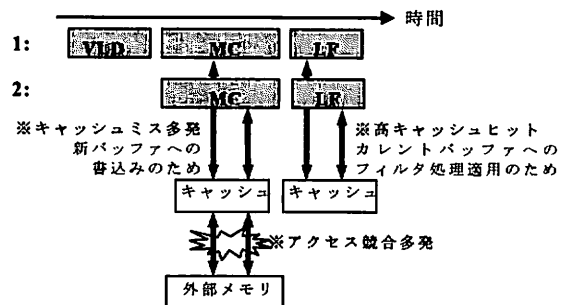 時間
1: VLD MC LF
2: MC LF
※キャッシュミス多発
新バッファへの
書込みのため
※高キャッシュヒット
カレントバッファへの
フィルタ処理適用のため
キャッシュ キャッシュ
※アクセス競合多発
外部メモリ